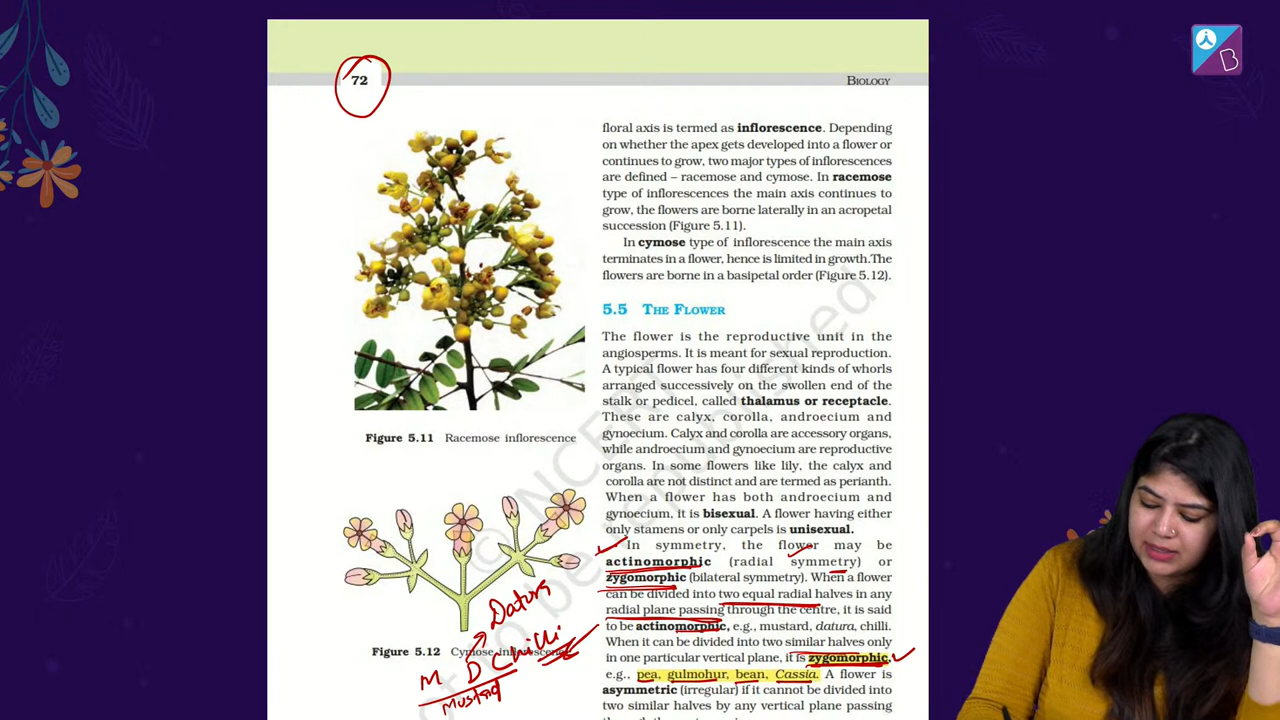 72
BIOLOGY
floral axis is termed as inflorescence. Depending
on whether the apex gets developed into a flower or
continues to grow, two major types of inflorescences
are defined – racemose and cymose. In racemose
type of inflorescences the main axis continues to
grow, the flowers are borne laterally in an acropetal
succession (Figure 5.11).
In cymose type of inflorescence the main axis
terminates in a flower, hence is limited in growth.The
flowers are borne in a basipetal order (Figure 5.12).
5.5 THE FLOWER
The flower is the reproductive unit in the
angiosperms. It is meant for sexual reproduction.
A typical flower has four different kinds of whorls
arranged successively on the swollen end of the
stalk or pedicel, called thalamus or receptacle.
These are calyx, corolla, androecium and
gynoecium. Calyx and corolla are accessory organs,
while androecium and gynoecium are reproductive
organs. In some flowers like lily, the calyx and
corolla are not distinct and are termed as perianth.
When a flower has both androecium and
gynoecium, it is bisexual. A flower having either
only stamens or only carpels is unisexual.
In symmetry, the flower may be
actinomorphic (radial symmetry) or
zygomorphic (bilateral symmetry). When a flower
can be divided into two equal radial halves in any
radial plane passing through the centre, it is said
to be actinomorphic, e.g., mustard, datura, chilli.
When it can be divided into two similar halves only
in one particular vertical plane, it is zygomorphic,
e.g., pea, gulmohur, bean, Cassia. A flower is
asymmetric (irregular) if it cannot be divided into
two similar halves by any vertical plane passing
Figure 5.11 Racemose inflorescence
Figure 5.12 Cymose
Datura
M D Chilli
Mustard
© NCERT
not to be republished
B